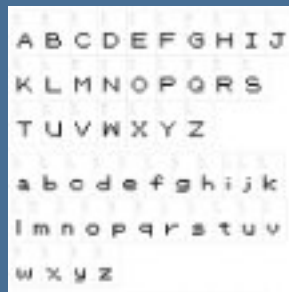 A B C D E F G H I J
K L M N O P Q R S
T U V W X Y Z
a b c d e f g h i j k
l m n o p q r s t u v
w x y z